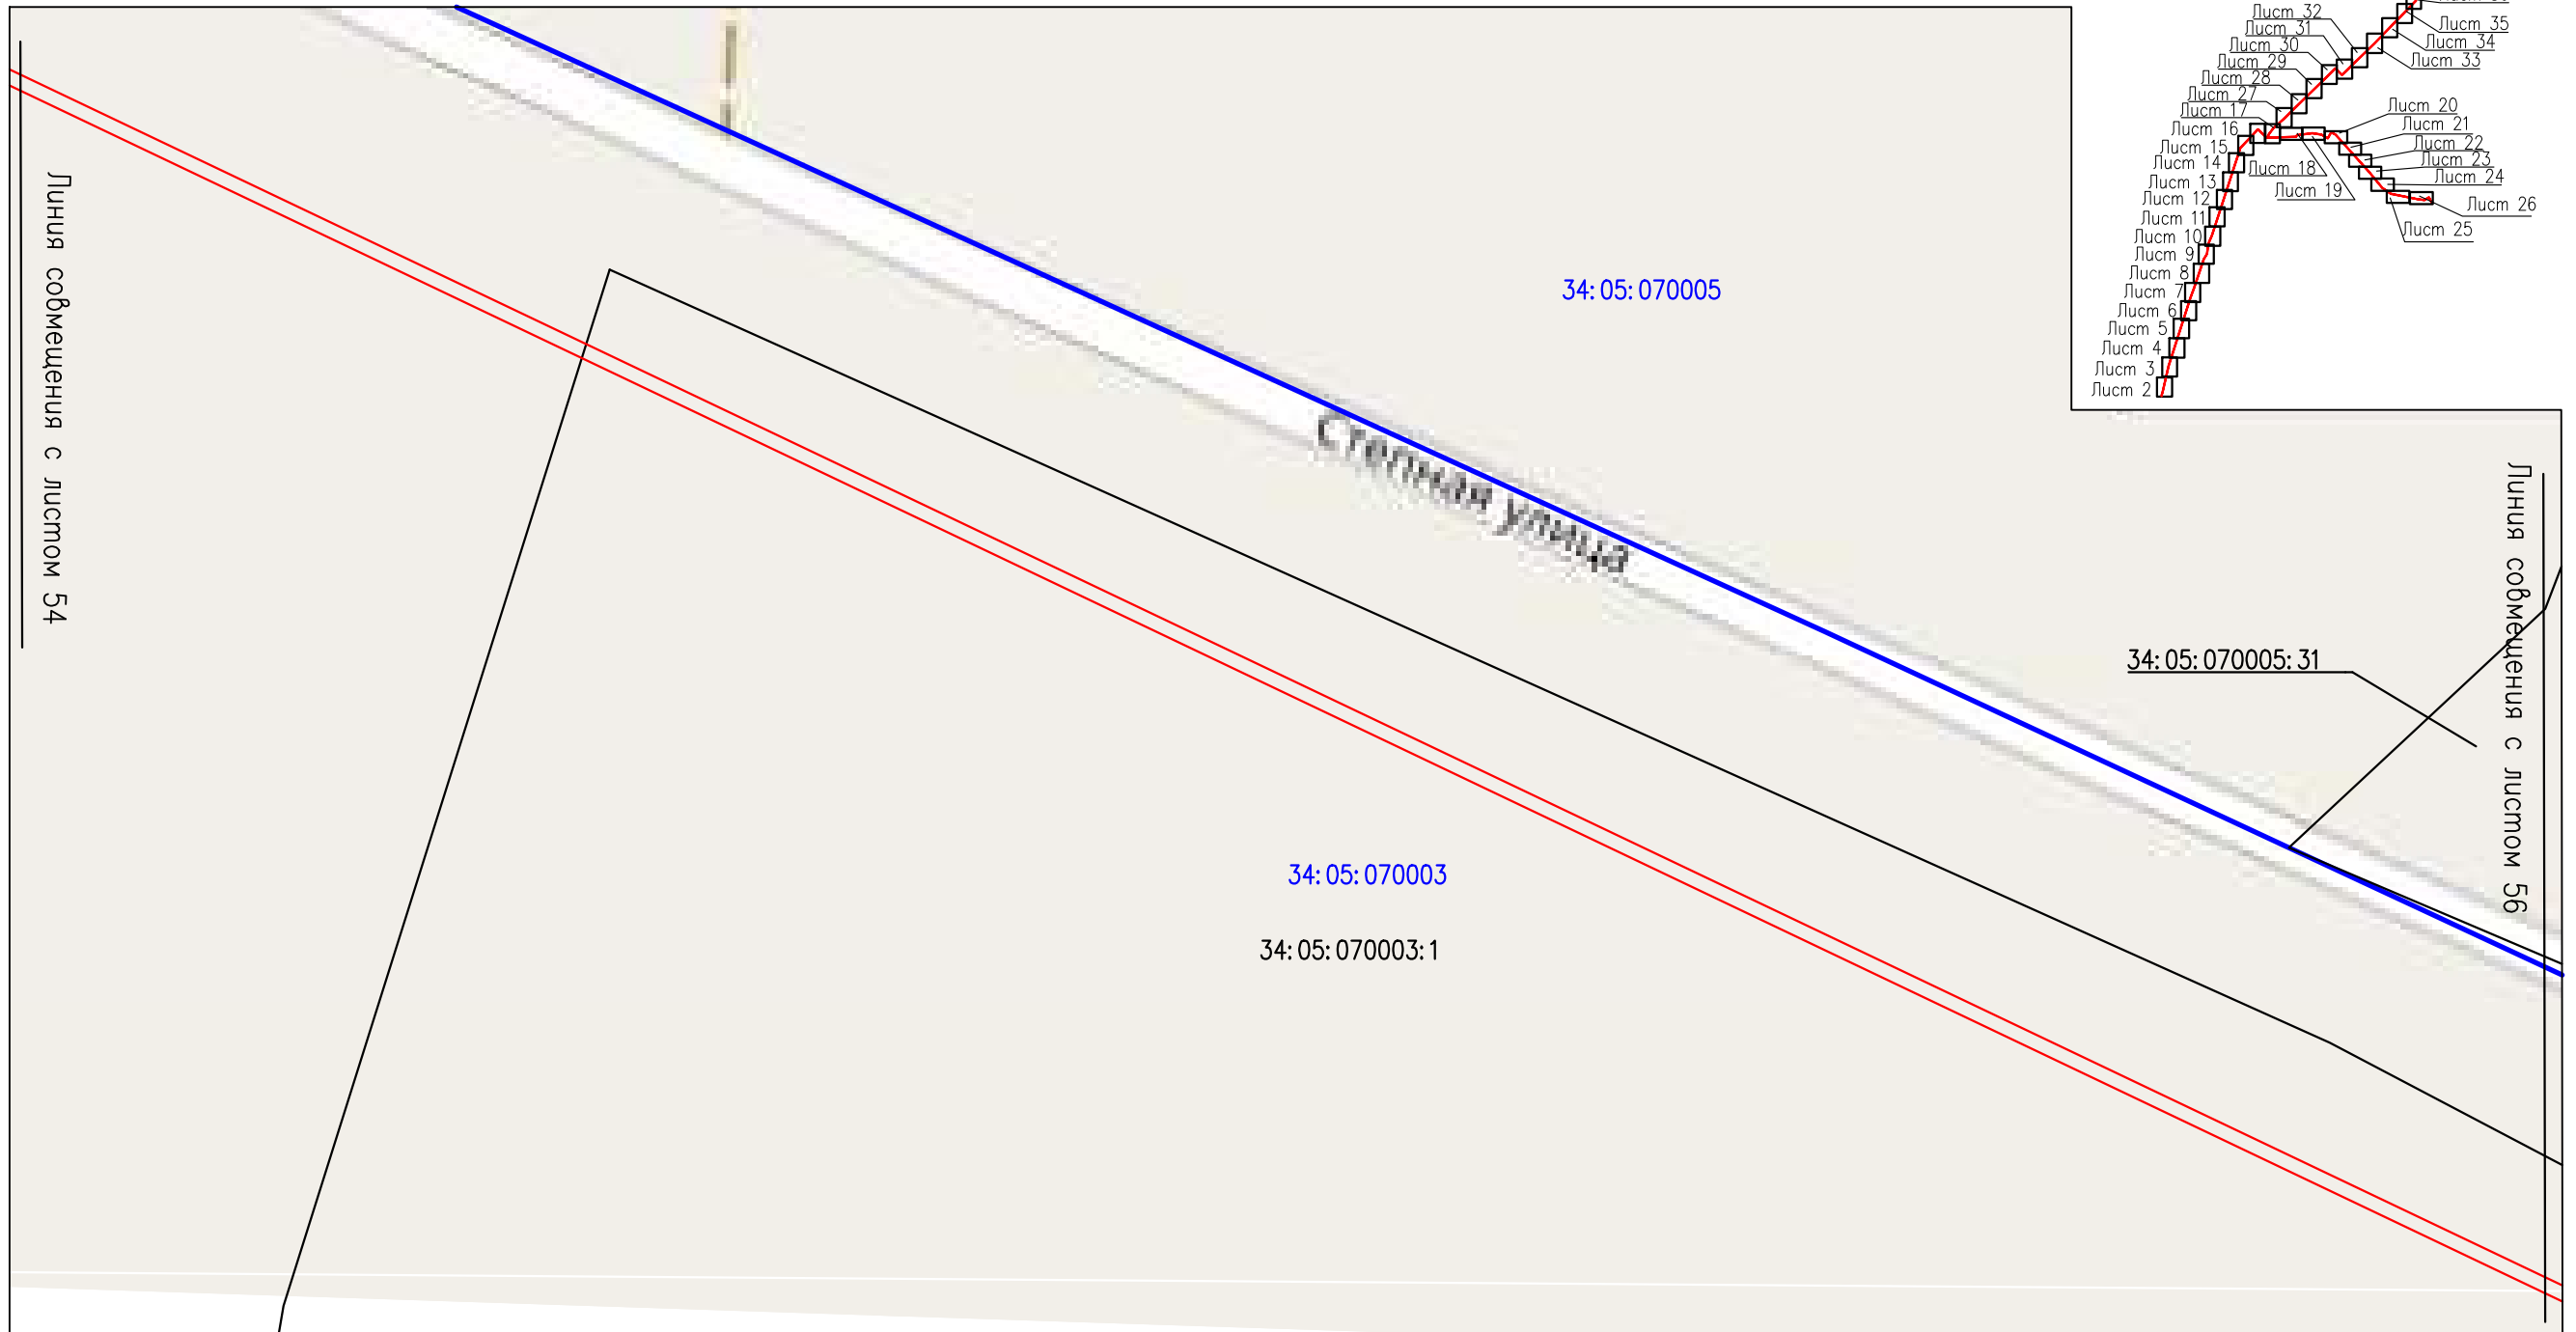 Лист 32
Лист 31
Лист 30
Лист 29
Лист 28
Лист 27
Лист 17
Лист 16
Лист 15
Лист 14
Лист 13
Лист 12
Лист 11
Лист 10
Лист 9
Лист 8
Лист 7
Лист 6
Лист 5
Лист 4
Лист 3
Лист 2
Лист 35
Лист 34
Лист 33
Лист 20
Лист 21
Лист 22
Лист 23
Лист 24
Лист 18
Лист 19
Лист 26
Лист 25
Линия совмещения с листом 54
34:05:070005
Степная улица
34:05:070005:31
Линия совмещения с листом 56
34:05:070003
34:05:070003:1